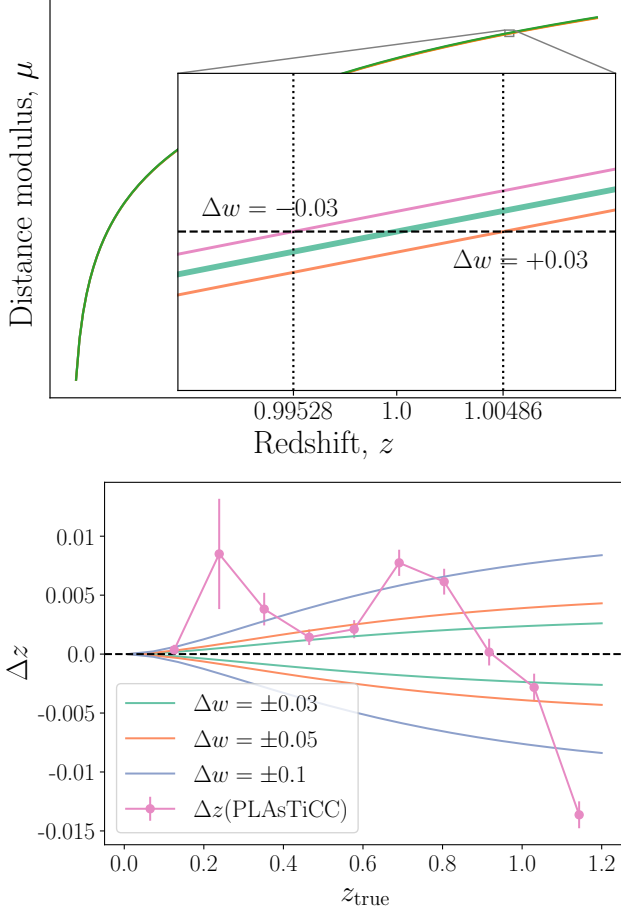 Distance modulus, μ
Δw = −0.03
Δw = +0.03
0.99528 1.0 1.00486
Redshift, z
0.01
0.005
0.0
-0.005
-0.01
-0.015
Δz
Δw = ±0.03
Δw = ±0.05
Δw = ±0.1
Δz(PLAsTiCC)
0.0 0.2 0.4 0.6 0.8 1.0 1.2
z_true